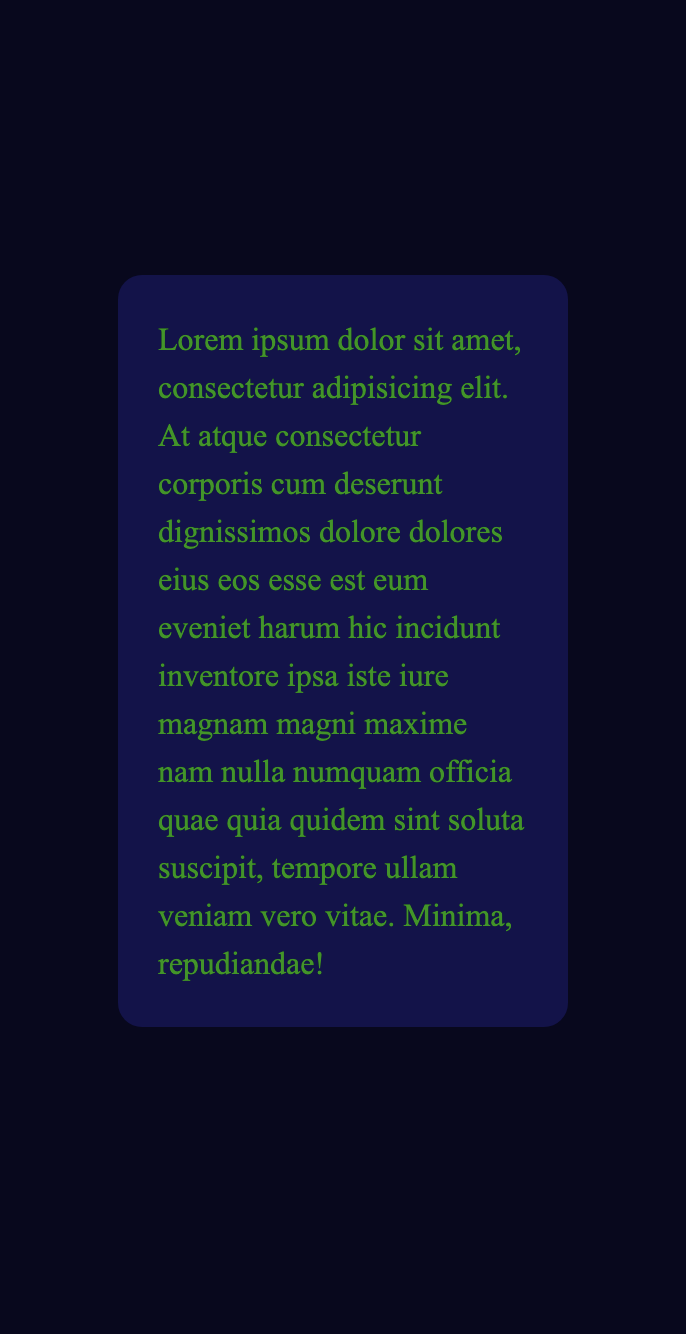 Lorem ipsum dolor sit amet,
consectetur adipisicing elit.
At atque consectetur
corporis cum deserunt
dignissimos dolore dolores
eius eos esse est eum
eveniet harum hic incidunt
inventore ipsa iste iure
magnam magni maxime
nam nulla numquam officia
quae quia quidem sint soluta
suscipit, tempore ullam
veniam vero vitae. Minima,
repudiandae!